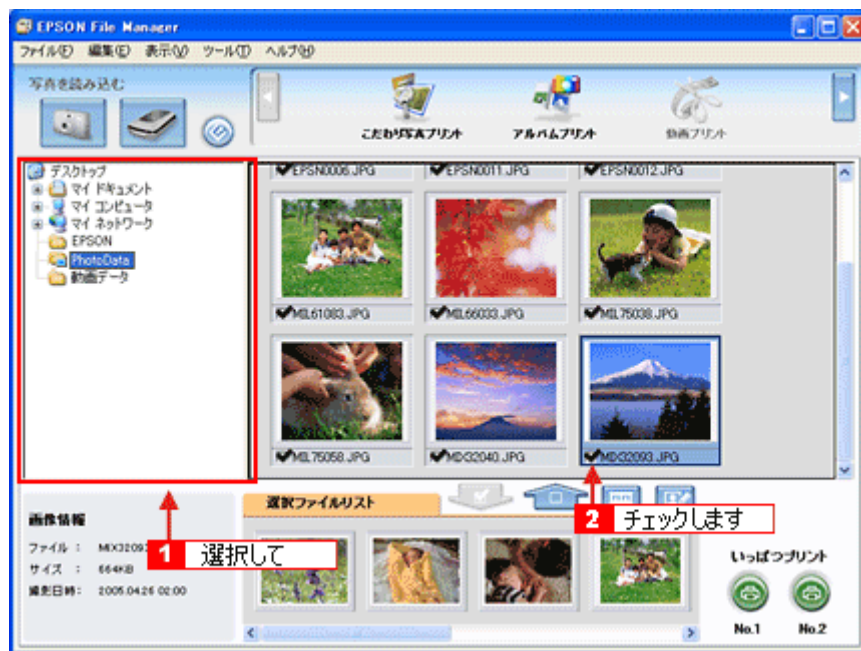 EPSON File Manager
ファイル(F) 編集(E) 表示(V) ツール(T) ヘルプ(H)
写真を読み込む
こだわり写真プリント アルバムプリント 動画プリント
デスクトップ
マイ ドキュメント
マイ コンピュータ
マイ ネットワーク
EPSON
PhotoData
動画データ
EPSN0006.JPG EPSN0011.JPG EPSN0012.JPG
MIL61083.JPG MIL66033.JPG MIL75038.JPG
MIL75058.JPG MIX32040.JPG MIX32093.JPG
選択ファイルリスト
2 チェックします
画像情報
ファイル : MIX32093
1 選択して
サイズ : 664KB
撮影日時: 2005.04.26 02:00
いっぱつプリント
No.1 No.2